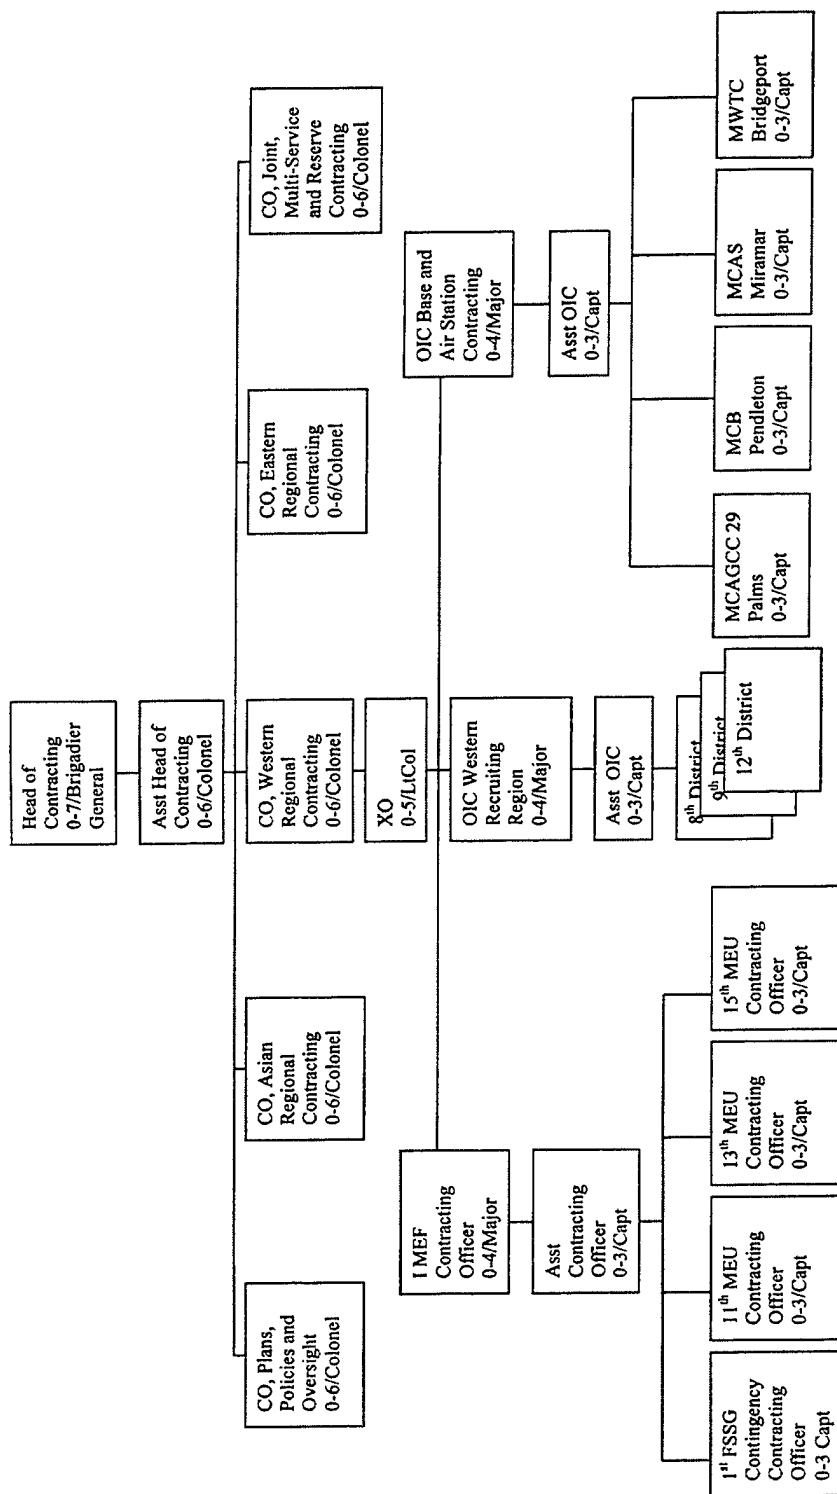 Head of
Contracting
0-7/Brigadier
General
Asst Head of
Contracting
0-6/Colonel
CO, Plans,
Policies and
Oversight
0-6/Colonel
CO, Asian
Regional
Contracting
0-6/Colonel
CO, Western
Regional
Contracting
0-6/Colonel
CO, Eastern
Regional
Contracting
0-6/Colonel
CO, Joint,
Multi-Service
and Reserve
Contracting
0-6/Colonel
XO
0-5/LtCol
I MEF
Contracting
Officer
0-4/Major
OIC Western
Recruiting
Region
0-4/Major
OIC Base and
Air Station
Contracting
0-4/Major
Asst
Contracting
Officer
0-3/Capt
Asst OIC
0-3/Capt
Asst OIC
0-3/Capt
1st FSSG
Contingency
Contracting
Officer
0-3 Capt
11th MEU
Contracting
Officer
0-3/Capt
13th MEU
Contracting
Officer
0-3/Capt
15th MEU
Contracting
Officer
0-3/Capt
8th District
9th District
12th District
MCAGCC 29
Palms
0-3/Capt
MCB
Pendleton
0-3/Capt
MCAS
Miramar
0-3/Capt
MWTC
Bridgeport
0-3/Capt